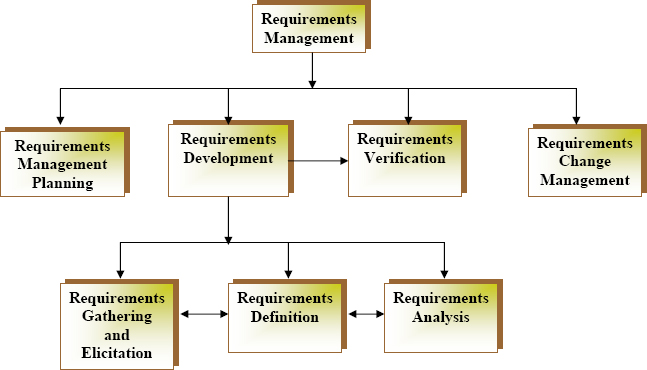 Requirements
Management
Requirements
Management
Planning
Requirements
Development
Requirements
Verification
Requirements
Change
Management
Requirements
Gathering
and
Elicitation
Requirements
Definition
Requirements
Analysis